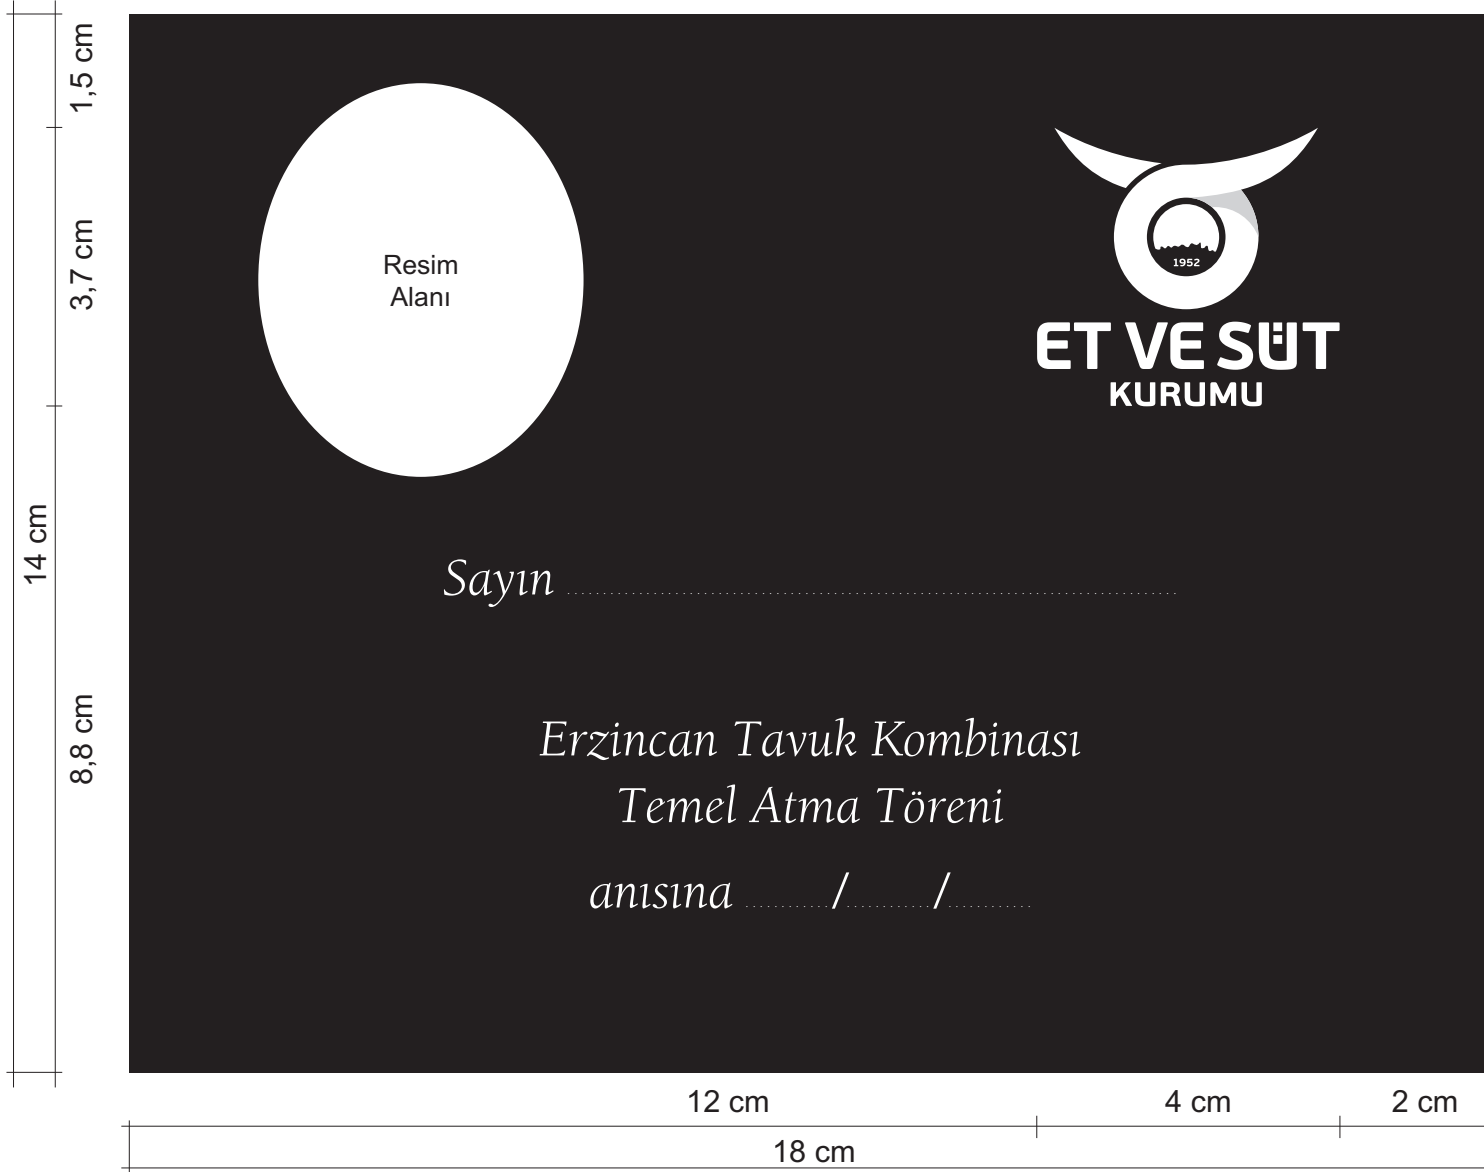 1,5 cm
3,7 cm
14 cm
8,8 cm
Resim
Alanı
1952
ET VE SÜT
KURUMU
Sayın ........................................................................................................
Erzincan Tavuk Kombinası
Temel Atma Töreni
anısına ............/............/............
12 cm
4 cm
2 cm
18 cm